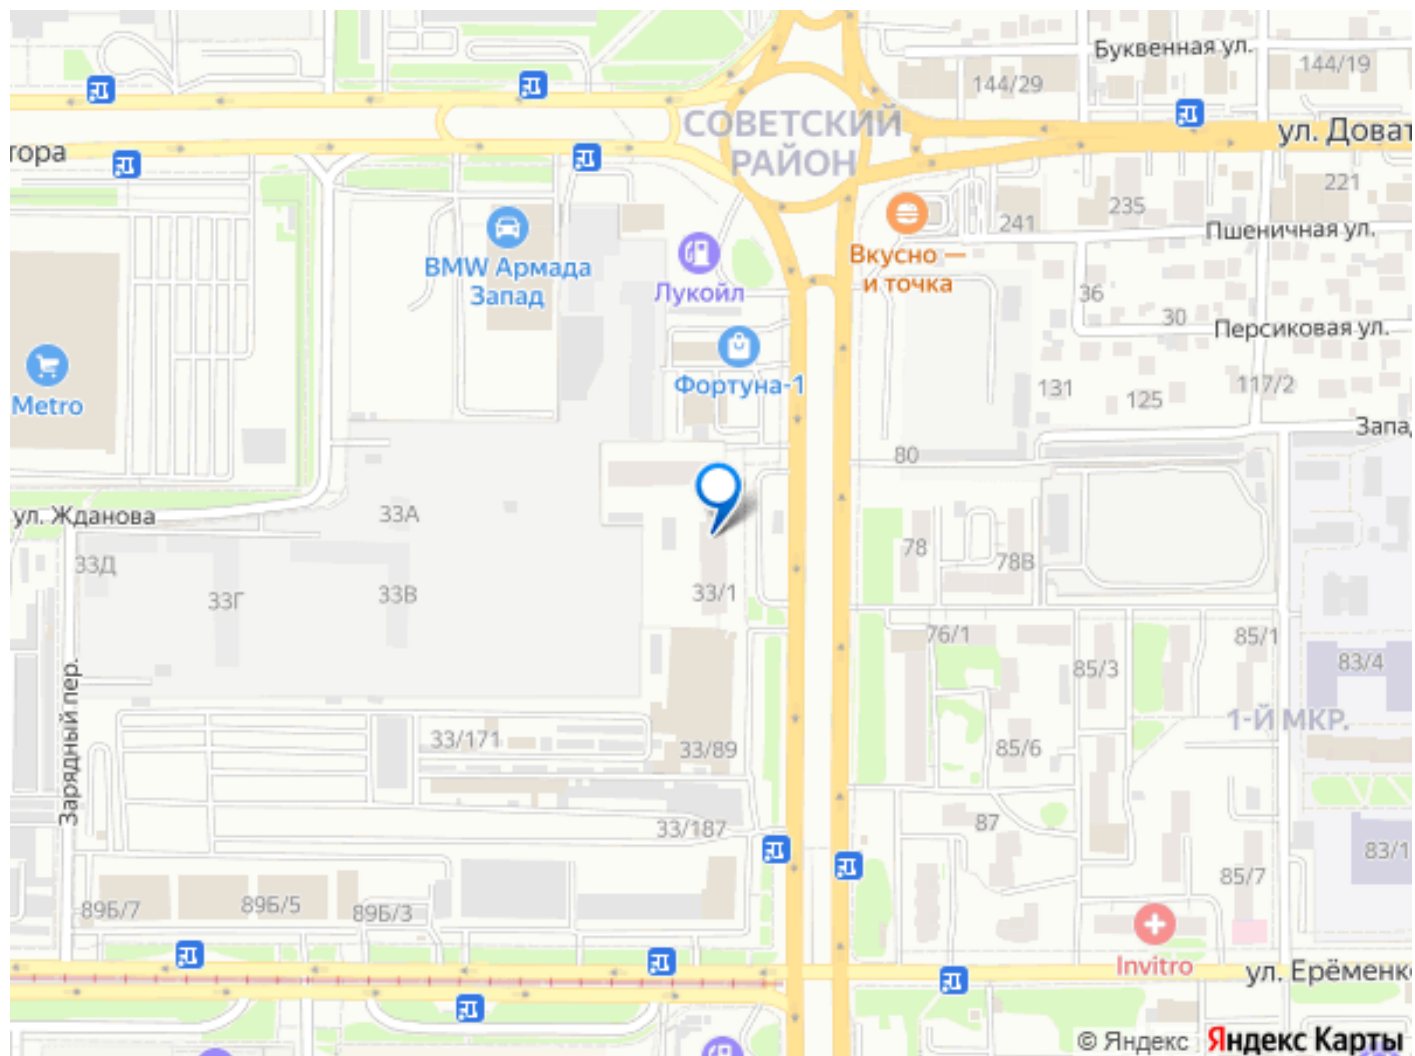 Буквенная ул.
144/19
144/29
СОВЕТСКИЙ
РАЙОН
ул. Доват
тора
221
235
241
Пшеничная ул.
BMW Армада
Запад
Лукойл
Вкусно —
и точка
36
30
Персиковая ул.
Metro
Фортуна-1
131
125
117/2
Запад
80
ул. Жданова
33А
33Д
33Г
33В
33/1
78
78В
76/1
85/3
85/1
83/4
1-Й МКР.
Зарядный пер.
33/171
33/89
85/6
33/187
87
83/1
85/7
89Б/7
89Б/5
89Б/3
Invitro
ул. Ерёменк
© Яндекс
Яндекс Карты